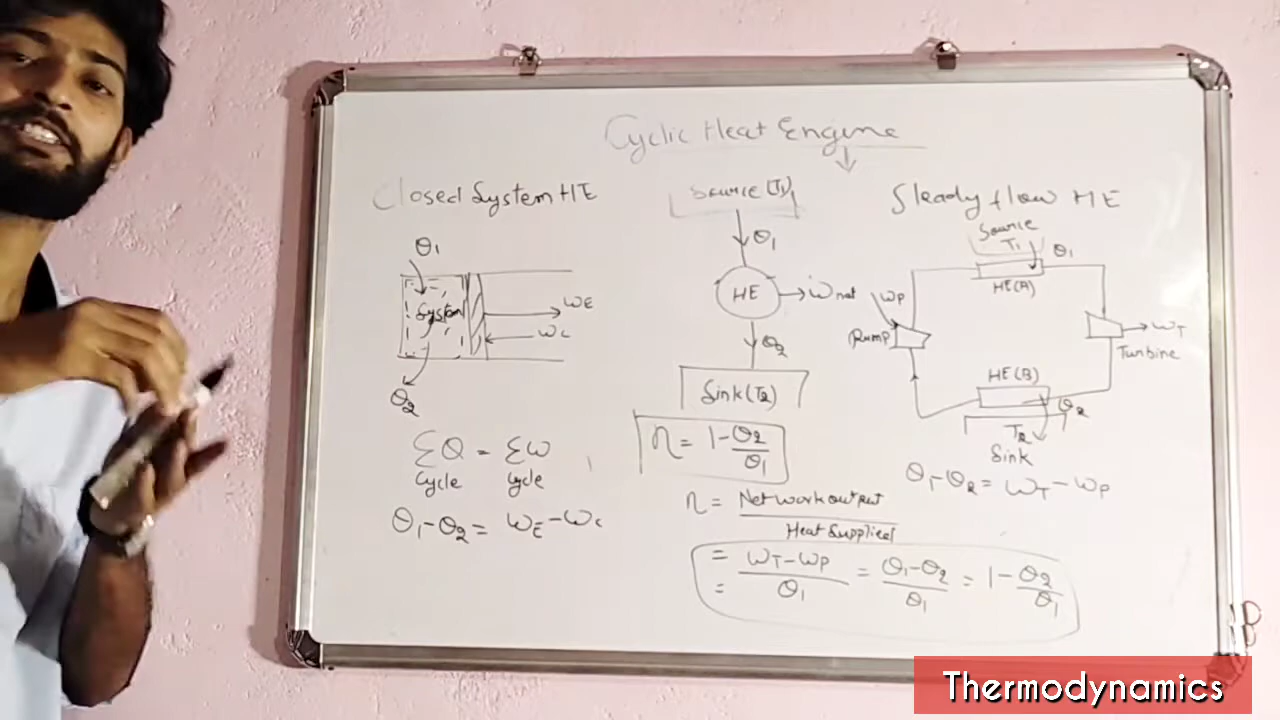 Cyclic Heat Engine
Closed System HE
Q1
System
WE
WC
Q2
ΣQ = ΣW
Cycle Cycle
Q1-Q2 = WE-WC
Source (T1)
Q1
HE
Wnet
Q2
Sink (T2)
η = 1-Q2/Q1
η = Net work output / Heat Supplied
= WT-WP / Q1 = Q1-Q2 / Q1 = 1-Q2/Q1
=
Steady flow HE
Source
T1
Q1
HE(A)
WP
Pump
WT
Turbine
HE(B)
Q2
T2
Sink
Q1-Q2 = WT-WP
Thermodynamics